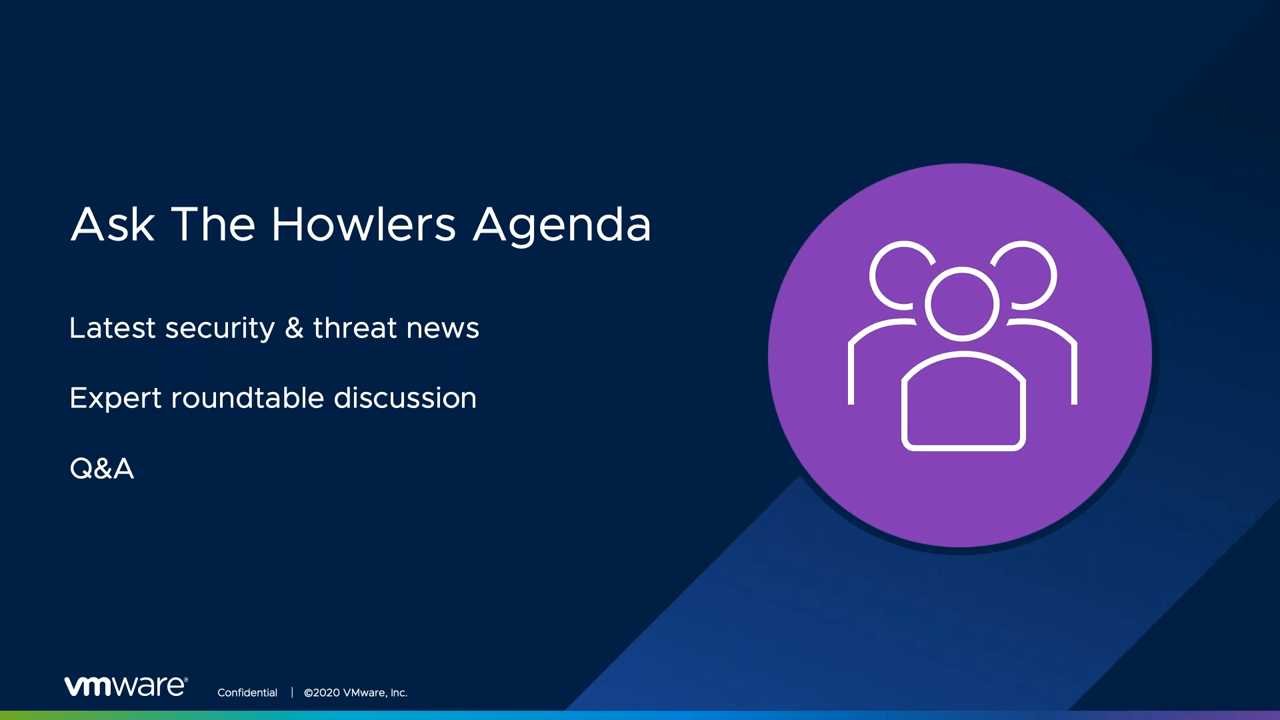 Ask The Howlers Agenda
Latest security & threat news
Expert roundtable discussion
Q&A
vmware® Confidential | ©2020 VMware, Inc.